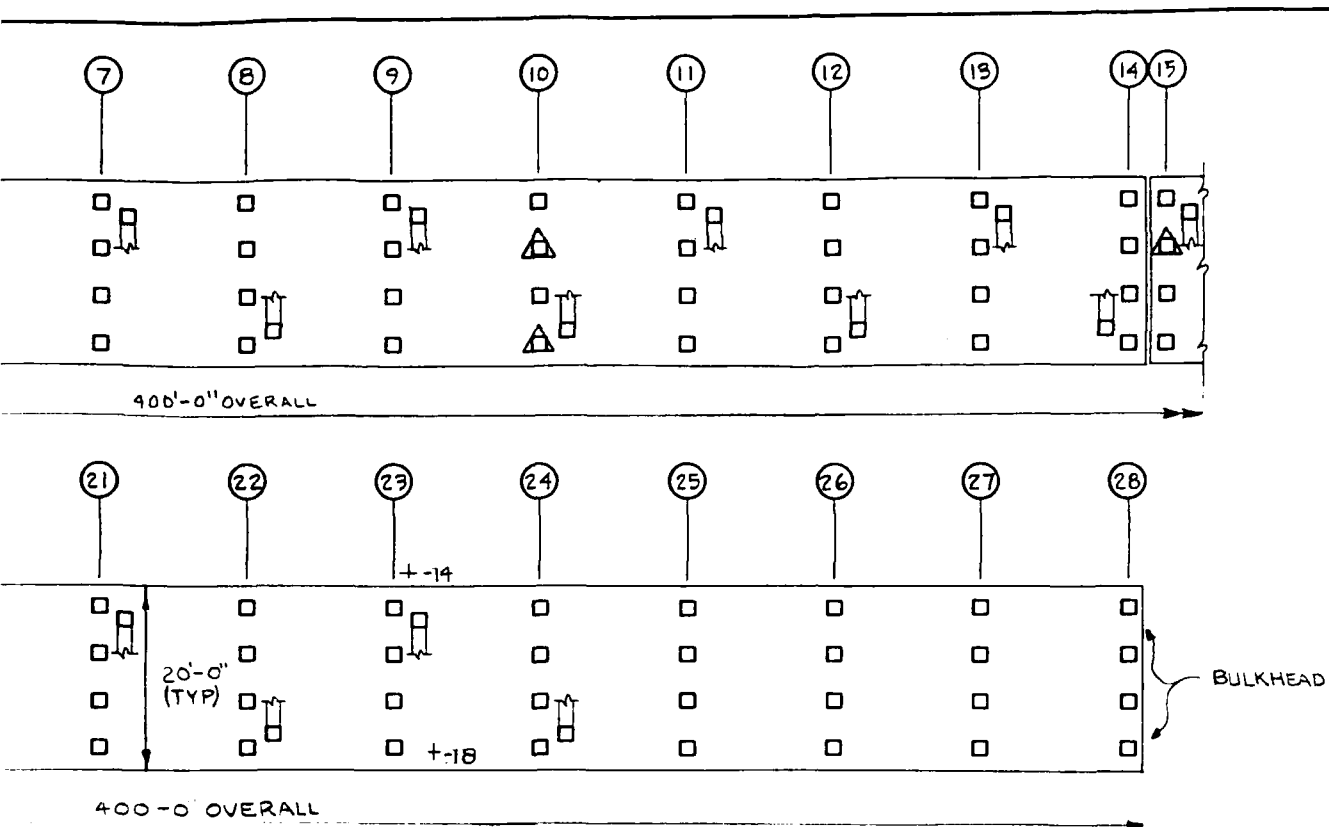 7 8 9 10 11 12 13 14 15
400'-0" OVERALL
21 22 23 24 25 26 27 28
+-14
20'-0"
(TYP)
BULKHEAD
+-18
400-0 OVERALL